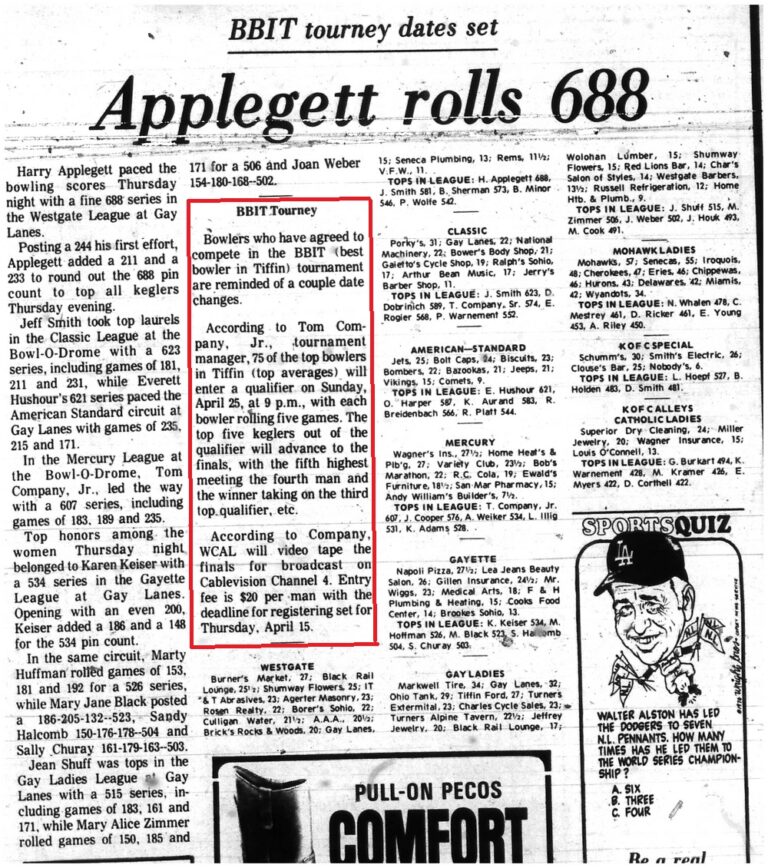 BBIT tourney dates set
Applegett rolls 688
Harry Applegett paced the
bowling scores Thursday
night with a fine 688 series in
the Westgate League at Gay
Lanes.
Posting a 244 his first effort,
Applegett added a 211 and a
233 to round out the 688 pin
count to top all keglers
Thursday evening.
Jeff Smith took top laurels
in the Classic League at the
Bowl-O-Drome with a 623
series, including games of 181,
211 and 231, while Everett
Hushour's 621 series paced the
American Standard circuit at
Gay Lanes with games of 235,
215 and 171.
In the Mercury League at
the Bowl-O-Drome, Tom
Company, Jr., led the way
with a 607 series, including
games of 183, 189 and 235.
Top honors among the
women Thursday night
belonged to Karen Keiser with
a 534 series in the Gayette
League at Gay Lanes.
Opening with an even 200,
Keiser added a 186 and a 148
for the 534 pin count.
In the same circuit, Marty
Huffman rolled games of 153,
181 and 192 for a 526 series,
while Mary Jane Black posted
a 186-205-132--523, Sandy
Halcomb 150-176-178--504 and
Sally Churay 161-179-163--503.
Jean Shuff was tops in the
Gay Ladies League at Gay
Lanes with a 515 series, in-
cluding games of 183, 161 and
171, while Mary Alice Zimmer
rolled games of 150, 185 and
171 for a 506 and Joan Weber
154-180-168--502.
BBIT Tourney
Bowlers who have agreed to
compete in the BBIT (best
bowler in Tiffin) tournament
are reminded of a couple date
changes.
According to Tom Com-
pany, Jr., tournament
manager, 75 of the top bowlers
in Tiffin (top averages) will
enter a qualifier on Sunday,
April 25, at 9 p.m., with each
bowler rolling five games. The
top five keglers out of the
qualifier will advance to the
finals, with the fifth highest
meeting the fourth man and
the winner taking on the third
top qualifier, etc.
According to Company,
WCAL will video tape the
finals for broadcast on
Cablevision Channel 4. Entry
fee is $20 per man with the
deadline for registering set for
Thursday, April 15.
WESTGATE
Burner's Market, 27; Black Rail
Lounge, 25½; Shumway Flowers, 25; IT
& T Abrasives, 23; Agerter Monarry, 23;
Rosen Realty, 22; Borer's Sohio, 22;
Culligan Water, 21½; A.A.A., 20½;
Brick's Rocks & Woods, 20; Gay Lanes,
15; Seneca Plumbing, 13; Rems, 11½;
V.F.W., 11.
TOPS IN LEAGUE: H. Applegett 688,
J. Smith 581, B. Sherman 573, B. Minor
546, P. Wolfe 542.
CLASSIC
Porky's, 31; Gay Lanes, 22; National
Machinery, 22; Bower's Body Shop, 21;
Gaietto's Cycle Shop, 19; Ralph's Sohio,
17; Arthur Bean Music, 17; Jerry's
Barber Shop, 11.
TOPS IN LEAGUE: J. Smith 623, D.
Dobrinch 589, T. Company, Sr. 574, E.
Rogier 568, P. Warnement 552.
AMERICAN--STANDARD
Jets, 25; Bolt Caps, 24; Biscuits, 23;
Bombers, 22; Bazookas, 21; Jeeps, 21;
Vikings, 15; Comets, 9.
TOPS IN LEAGUE: E. Hushour 621,
O. Harper 587, K. Aurand 583, R.
Breidenbach 566, R. Platt 544.
MERCURY
Wagner's Ins., 27½; Home Heat's &
Plb'g, 27; Variety Club, 23½; Bob's
Marathon, 22; R.C. Cola, 19; Ewald's
Furniture, 18½; San-Mar Pharmacy, 15;
Andy William's Builder's, 7½.
TOPS IN LEAGUE: T. Company, Jr.
607, J. Cooper 576, A. Weiker 534, L. Illig
531, K. Adams 528.
GAYETTE
Napoli Pizza, 27½; Lea Jeans Beauty
Salon, 26; Gillen Insurance, 24½; Mr.
Wiggs, 23; Medical Arts, 18; F & H
Plumbing & Heating, 15; Cooks Food
Center, 14; Brookes Sohio, 13.
TOPS IN LEAGUE: K. Keiser 534, M.
Hoffman 526, M. Black 523, S. Halcomb
504, S. Churay 503.
GAY LADIES
Markwell Tire, 34; Gay Lanes, 32;
Ohio Tank, 29; Tiffin Ford, 27; Turners
Extermital, 23; Charles Cycle Sales, 23;
Turners Alpine Tavern, 22½; Jeffrey
Jewelry, 20; Black Rail Lounge, 17;
Wolohan Lumber, 15; Shumway
Flowers, 15; Red Lions Bar, 14; Char's
Salon of Styles, 14; Westgate Barbers,
13½; Russell Refrigeration, 12; Home
Htb. & Plumb., 9.
TOPS IN LEAGUE: J. Shuff 515, M.
Zimmer 506, J. Weber 502, J. Houk 493,
M. Cook 491.
MOHAWK LADIES
Mohawks, 57; Senecas, 55; Iroquois,
48; Cherokees, 47; Eries, 46; Chippewas,
46; Hurons, 43; Delawares, 42; Miamis,
42; Wyandots, 34.
TOPS IN LEAGUE: N. Whalen 478, C.
Mestrey 461, D. Ricker 461, E. Young
453, A. Riley 450.
K OF C SPECIAL
Schumm's, 30; Smith's Electric, 26;
Clouse's Bar, 25; Nobody's, 6.
TOPS IN LEAGUE: L. Hoepf 527, B.
Holden 483, D. Smith 481.
K OF C ALLEYS
CATHOLIC LADIES
Superior Dry Cleaning, 24; Miller
Jewelry, 20; Wagner Insurance, 15;
Louis O'Connell, 13.
TOPS IN LEAGUE: G. Burkart 494, K.
Warnement 428, M. Kramer 426, E.
Myers 422, D. Corthell 422.
SPORTS QUIZ
LA
WALTER ALSTON HAS LED
THE DODGERS TO SEVEN
N.L. PENNANTS. HOW MANY
TIMES HAS HE LED THEM TO
THE WORLD SERIES CHAMPION-
SHIP?
A. SIX
B. THREE
C. FOUR
PULL-ON PECOS
COMFORT
Be a real